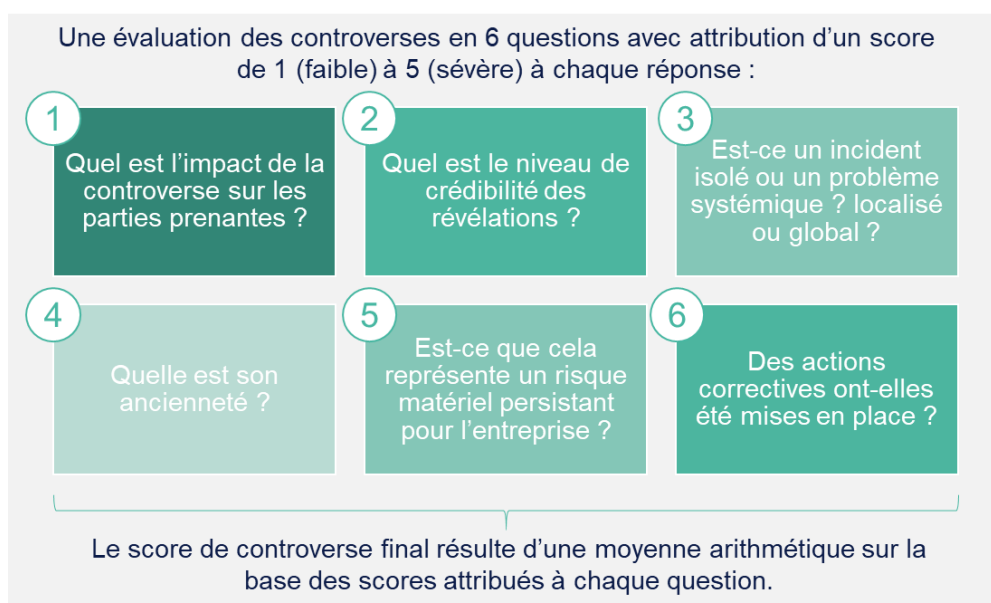 Une évaluation des controverses en 6 questions avec attribution d'un score
de 1 (faible) à 5 (sévère) à chaque réponse :
1
Quel est l'impact de la
controverse sur les
parties prenantes ?
2
Quel est le niveau de
crédibilité des
révélations ?
3
Est-ce un incident
isolé ou un problème
systémique ? localisé
ou global ?
4
Quelle est son
ancienneté ?
5
Est-ce que cela
représente un risque
matériel persistant
pour l'entreprise ?
6
Des actions
correctives ont-elles
été mises en place ?
Le score de controverse final résulte d'une moyenne arithmétique sur la
base des scores attribués à chaque question.